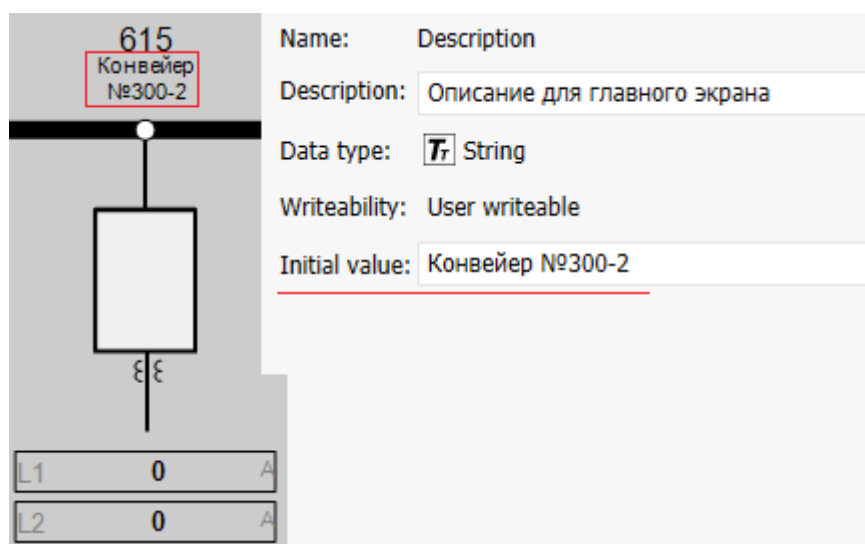 615
Конвейер
№300-2
L1 0 A
L2 0 A
Name: Description
Description: Описание для главного экрана
Data type: Tт String
Writeability: User writeable
Initial value: Конвейер №300-2